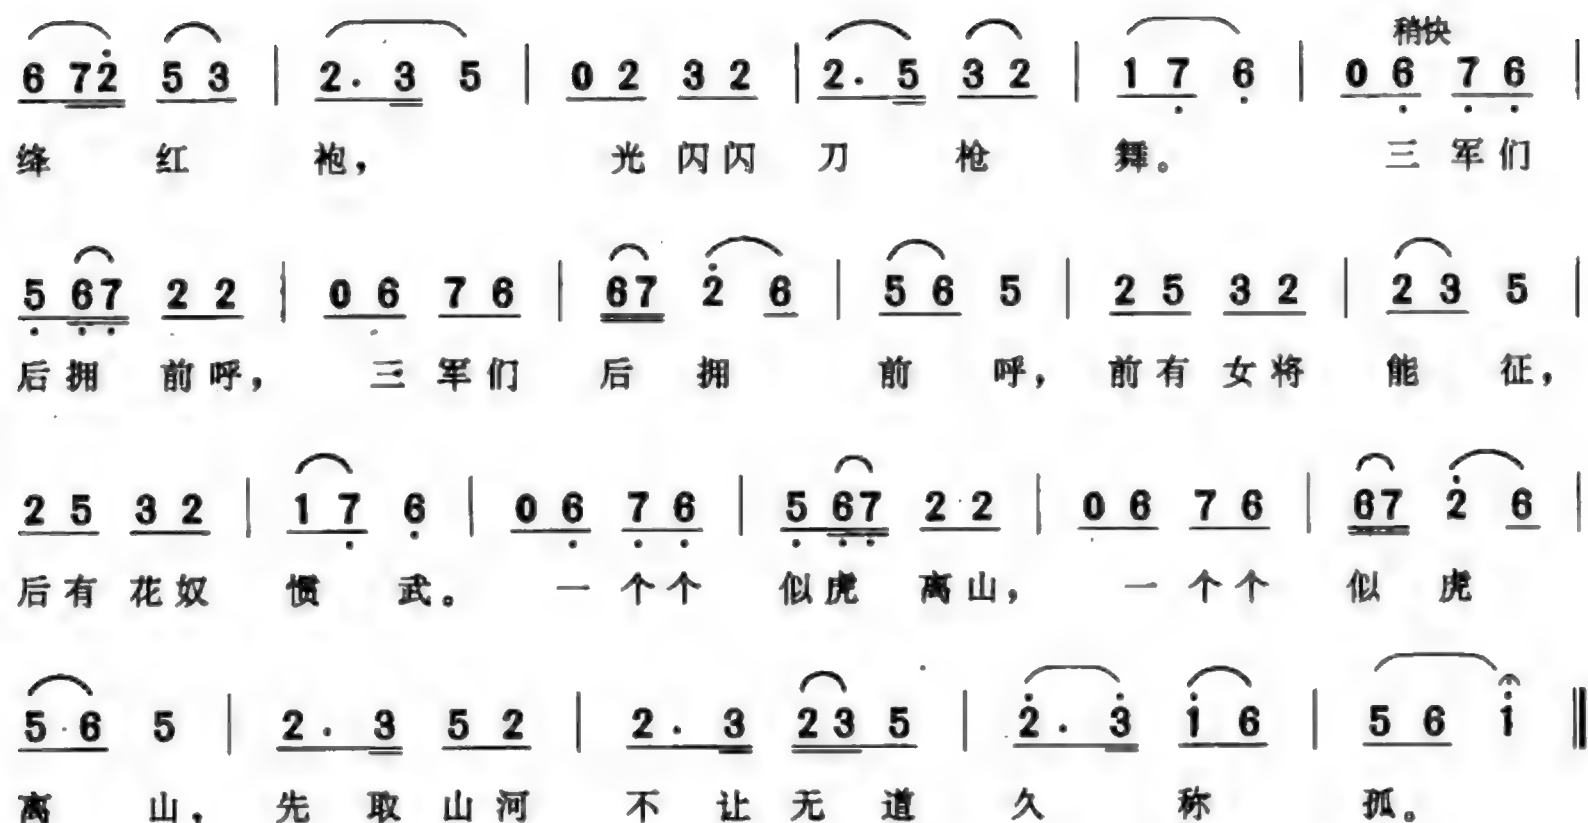 稍快
6 72̇ 5 3 | 2. 3 5 | 0 2 3 2 | 2. 5 3 2 | 1 7̣ 6̣ | 0 6̣ 7̣ 6̣ |
绛 红 袍， 光 闪 闪 刀 枪 舞。 三 军 们
5̣ 6̣7̣ 2 2 | 0 6 7 6 | 67 2̇ 6 | 5 6 5 | 2 5 3 2 | 2 3 5 |
后 拥 前 呼， 三 军 们 后 拥 前 呼， 前 有 女 将 能 征，
2 5 3 2 | 1 7̣ 6̣ | 0 6̣ 7̣ 6̣ | 5̣ 6̣7̣ 2 2 | 0 6 7 6 | 67 2̇ 6 |
后 有 花 奴 惯 武。 一 个 个 似 虎 离 山， 一 个 个 似 虎
5 6 5 | 2. 3 5 2 | 2. 3 23 5 | 2̇. 3̇ 1̇ 6 | 5 6 1̇ ‖
离 山， 先 取 山 河 不 让 无 道 久 称 孤。